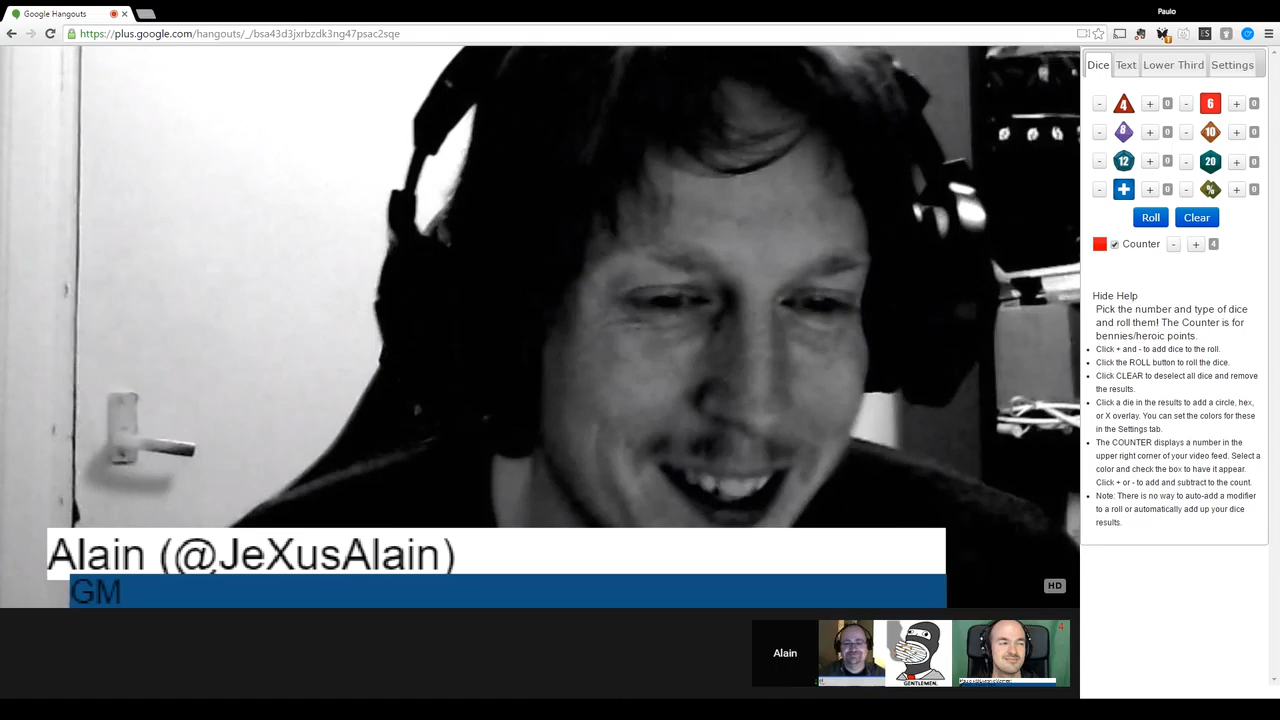 Paulo
Google Hangouts
https://plus.google.com/hangouts/_/bsa43d3jxrbzdk3ng47psac2sqe
ES
Dice Text Lower Third Settings
- 4 + 0 - 6 + 0
- 8 + 0 - 10 + 0
- 12 + 0 - 20 + 0
- + + 0 - % + 0
Roll Clear
Counter - + 4
Hide Help
Pick the number and type of dice
and roll them! The Counter is for
bennies/heroic points.
Click + and - to add dice to the roll.
Click the ROLL button to roll the dice.
Click CLEAR to deselect all dice and remove
the results.
Click a die in the results to add a circle, hex,
or X overlay. You can set the colors for these
in the Settings tab.
The COUNTER displays a number in the
upper right corner of your video feed. Select a
color and check the box to have it appear.
Click + or - to add and subtract to the count.
Note: There is no way to auto-add a modifier
to a roll or automatically add up your dice
results.
Alain (@JeXusAlain)
GM
HD
Alain
GENTLEMEN.
4